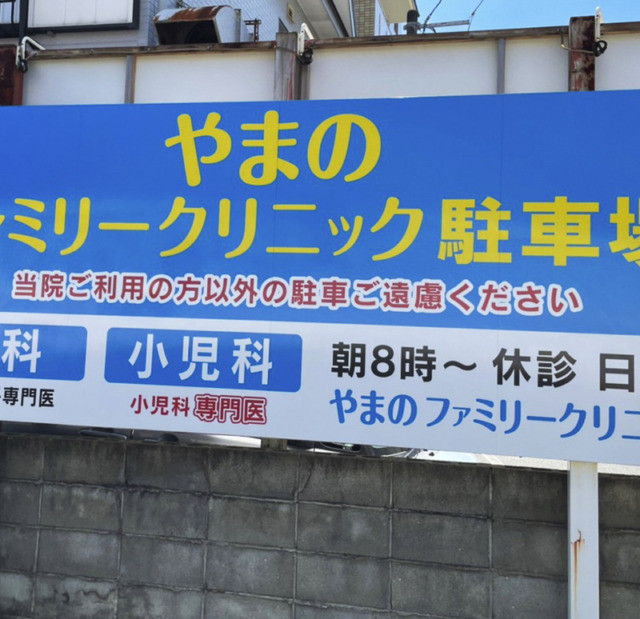 やまの
ァミリークリニック駐車場
当院ご利用の方以外の駐車ご遠慮ください
科 小児科 朝8時～ 休診 日
専門医 小児科専門医 やまのファミリークリニ